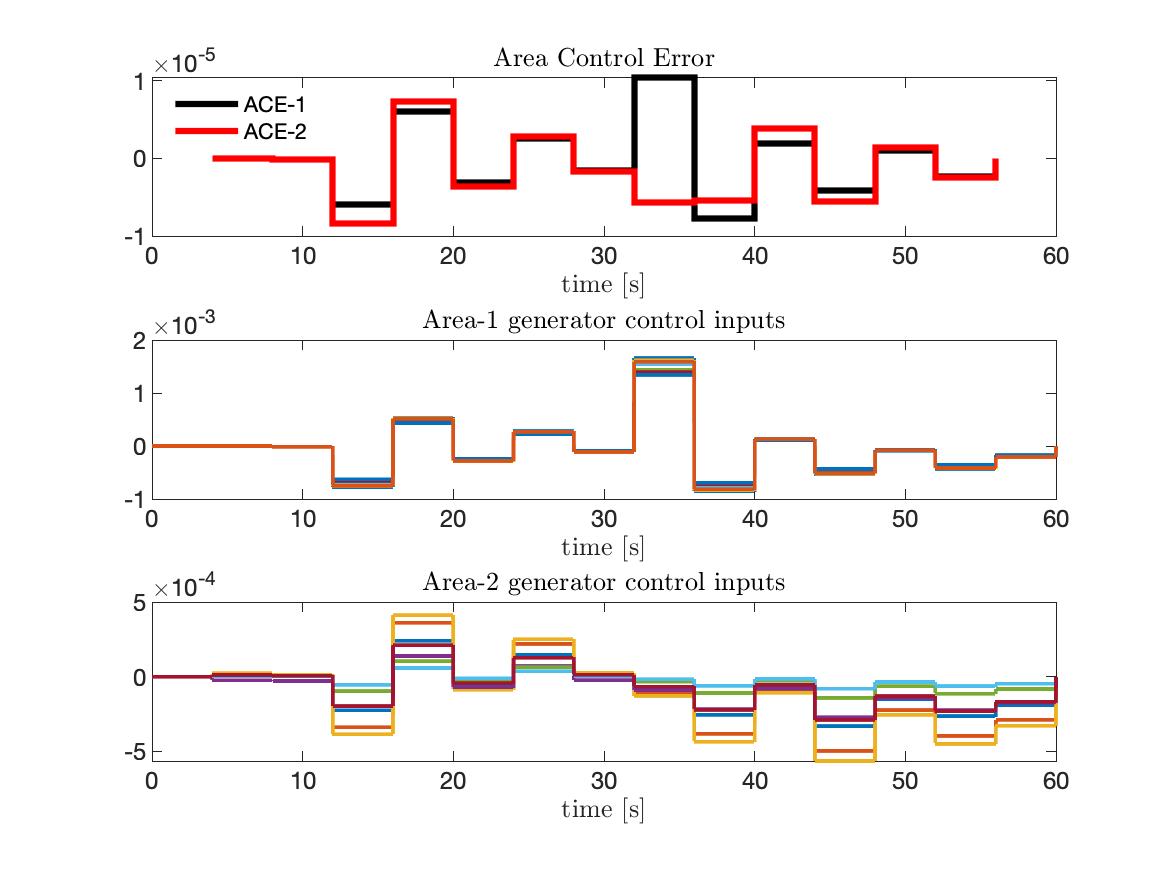 ×10-5
Area Control Error
1
ACE-1
ACE-2
0
-1
0 10 20 30 40 50 60
time [s]
×10-3
Area-1 generator control inputs
2
1
0
-1
0 10 20 30 40 50 60
time [s]
×10-4
Area-2 generator control inputs
5
0
-5
0 10 20 30 40 50 60
time [s]